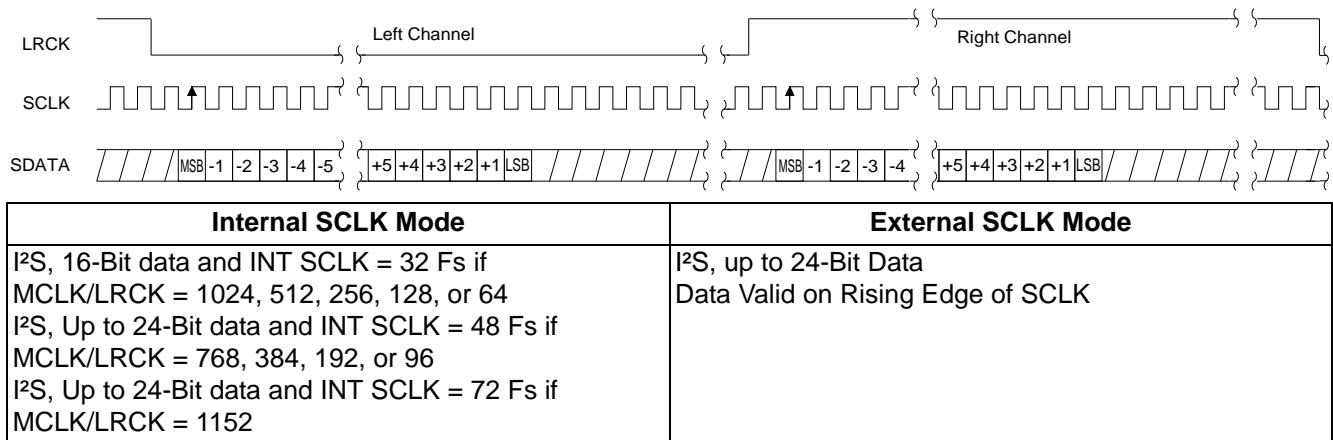 LRCK
Left Channel
Right Channel
SCLK
SDATA
MSB -1 -2 -3 -4 -5 +5 +4 +3 +2 +1 LSB MSB -1 -2 -3 -4 +5 +4 +3 +2 +1 LSB
Internal SCLK Mode
External SCLK Mode
I²S, 16-Bit data and INT SCLK = 32 Fs if
MCLK/LRCK = 1024, 512, 256, 128, or 64
I²S, Up to 24-Bit data and INT SCLK = 48 Fs if
MCLK/LRCK = 768, 384, 192, or 96
I²S, Up to 24-Bit data and INT SCLK = 72 Fs if
MCLK/LRCK = 1152
I²S, up to 24-Bit Data
Data Valid on Rising Edge of SCLK